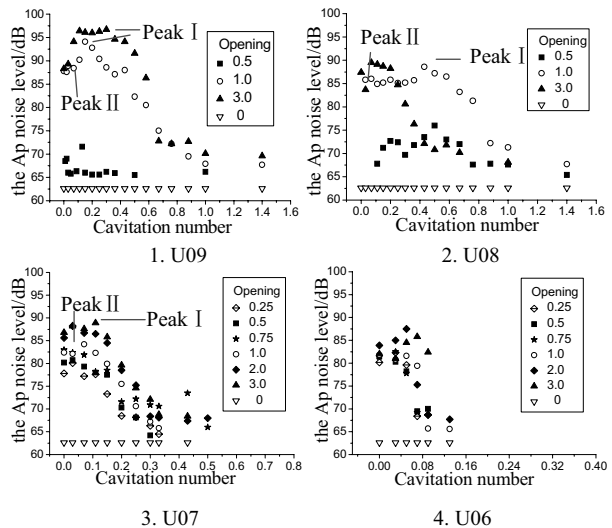 the Ap noise level/dB
100
95
90
85
80
75
70
65
60
Peak Ⅰ
Peak Ⅱ
Opening
0.5
1.0
3.0
0
0.0 0.2 0.4 0.6 0.8 1.0 1.2 1.4 1.6
Cavitation number
1. U09
the Ap noise level/dB
100
95
90
85
80
75
70
65
60
Peak Ⅱ
Peak Ⅰ
Opening
0.5
1.0
3.0
0
0.0 0.2 0.4 0.6 0.8 1.0 1.2 1.4 1.6
Cavitation number
2. U08
the Ap noise level/dB
100
95
90
85
80
75
70
65
60
Peak Ⅱ
Peak Ⅰ
Opening
0.25
0.5
0.75
1.0
2.0
3.0
0
0.0 0.1 0.2 0.3 0.4 0.5 0.6 0.7 0.8
Cavitation number
3. U07
the Ap noise level/dB
100
95
90
85
80
75
70
65
60
Opening
0.25
0.5
0.75
1.0
2.0
3.0
0
0.00 0.08 0.16 0.24 0.32 0.40
Cavitation number
4. U06